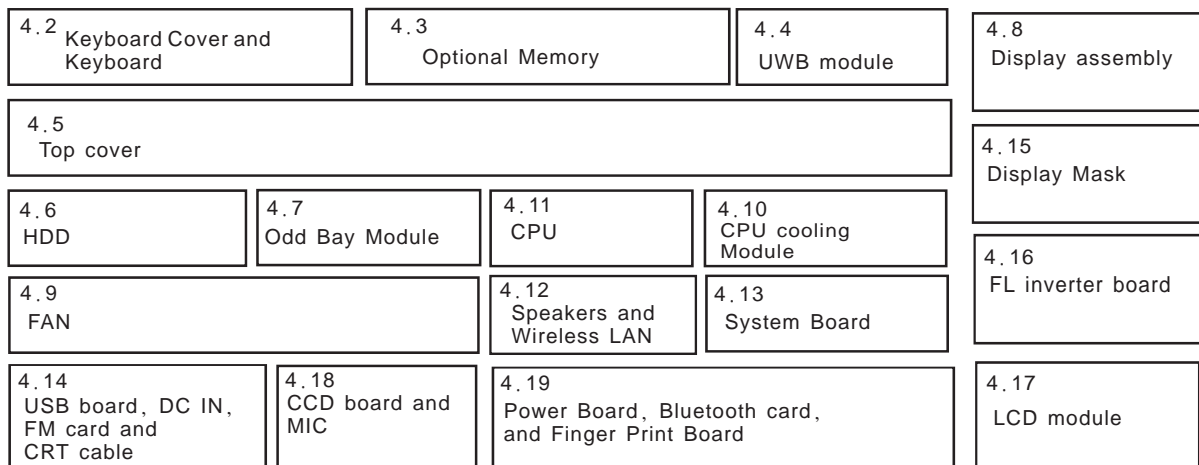 4.2
Keyboard Cover and
Keyboard
4.3
Optional Memory
4.4
UWB module
4.8
Display assembly
4.5
Top cover
4.15
Display Mask
4.6
HDD
4.7
Odd Bay Module
4.11
CPU
4.10
CPU cooling
Module
4.16
FL inverter board
4.9
FAN
4.12
Speakers and
Wireless LAN
4.13
System Board
4.14
USB board, DC IN,
FM card and
CRT cable
4.18
CCD board and
MIC
4.19
Power Board, Bluetooth card,
and Finger Print Board
4.17
LCD module